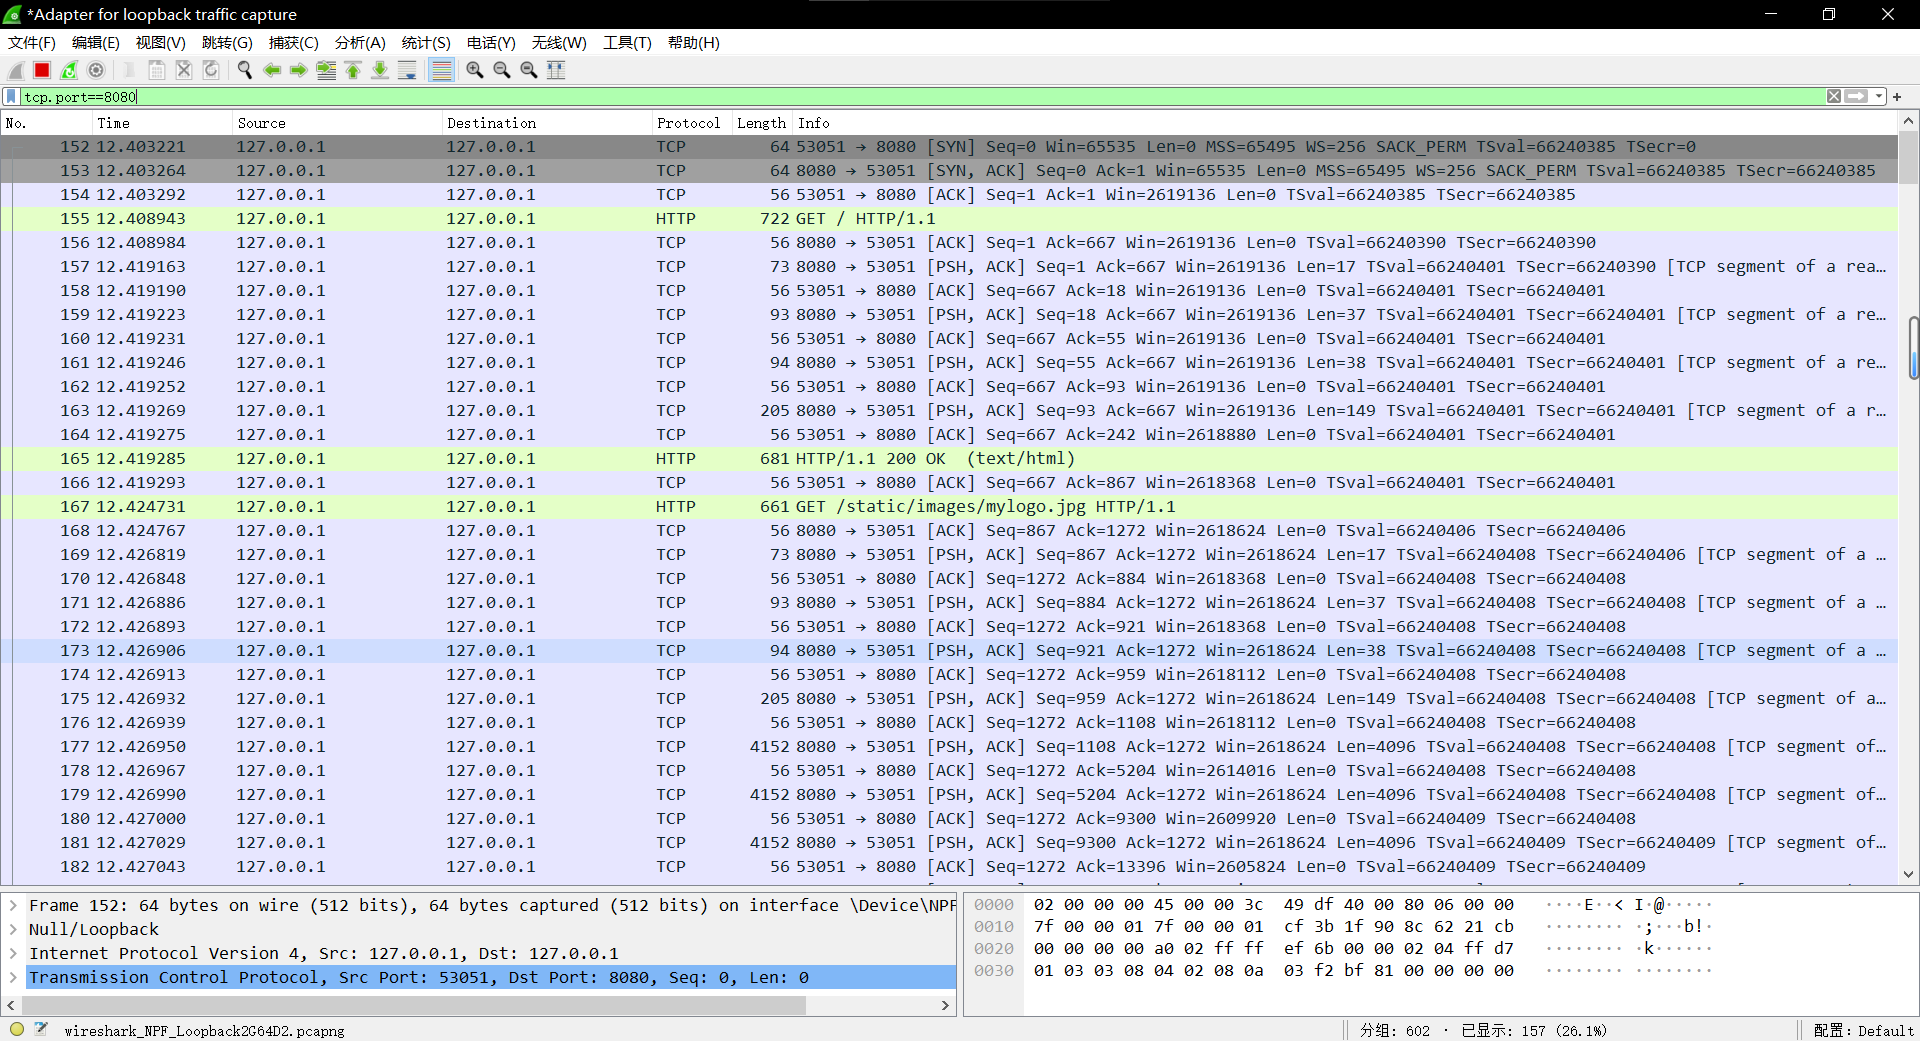 *Adapter for loopback traffic capture
文件(F) 编辑(E) 视图(V) 跳转(G) 捕获(C) 分析(A) 统计(S) 电话(Y) 无线(W) 工具(T) 帮助(H)
tcp.port==8080
No. Time Source Destination Protocol Length Info
152 12.403221 127.0.0.1 127.0.0.1 TCP 64 53051 → 8080 [SYN] Seq=0 Win=65535 Len=0 MSS=65495 WS=256 SACK_PERM TSval=66240385 TSecr=0
153 12.403264 127.0.0.1 127.0.0.1 TCP 64 8080 → 53051 [SYN, ACK] Seq=0 Ack=1 Win=65535 Len=0 MSS=65495 WS=256 SACK_PERM TSval=66240385 TSecr=66240385
154 12.403292 127.0.0.1 127.0.0.1 TCP 56 53051 → 8080 [ACK] Seq=1 Ack=1 Win=2619136 Len=0 TSval=66240385 TSecr=66240385
155 12.408943 127.0.0.1 127.0.0.1 HTTP 722 GET / HTTP/1.1
156 12.408984 127.0.0.1 127.0.0.1 TCP 56 8080 → 53051 [ACK] Seq=1 Ack=667 Win=2619136 Len=0 TSval=66240390 TSecr=66240390
157 12.419163 127.0.0.1 127.0.0.1 TCP 73 8080 → 53051 [PSH, ACK] Seq=1 Ack=667 Win=2619136 Len=17 TSval=66240401 TSecr=66240390 [TCP segment of a rea…
158 12.419190 127.0.0.1 127.0.0.1 TCP 56 53051 → 8080 [ACK] Seq=667 Ack=18 Win=2619136 Len=0 TSval=66240401 TSecr=66240401
159 12.419223 127.0.0.1 127.0.0.1 TCP 93 8080 → 53051 [PSH, ACK] Seq=18 Ack=667 Win=2619136 Len=37 TSval=66240401 TSecr=66240401 [TCP segment of a re…
160 12.419231 127.0.0.1 127.0.0.1 TCP 56 53051 → 8080 [ACK] Seq=667 Ack=55 Win=2619136 Len=0 TSval=66240401 TSecr=66240401
161 12.419246 127.0.0.1 127.0.0.1 TCP 94 8080 → 53051 [PSH, ACK] Seq=55 Ack=667 Win=2619136 Len=38 TSval=66240401 TSecr=66240401 [TCP segment of a re…
162 12.419252 127.0.0.1 127.0.0.1 TCP 56 53051 → 8080 [ACK] Seq=667 Ack=93 Win=2619136 Len=0 TSval=66240401 TSecr=66240401
163 12.419269 127.0.0.1 127.0.0.1 TCP 205 8080 → 53051 [PSH, ACK] Seq=93 Ack=667 Win=2619136 Len=149 TSval=66240401 TSecr=66240401 [TCP segment of a r…
164 12.419275 127.0.0.1 127.0.0.1 TCP 56 53051 → 8080 [ACK] Seq=667 Ack=242 Win=2618880 Len=0 TSval=66240401 TSecr=66240401
165 12.419285 127.0.0.1 127.0.0.1 HTTP 681 HTTP/1.1 200 OK  (text/html)
166 12.419293 127.0.0.1 127.0.0.1 TCP 56 53051 → 8080 [ACK] Seq=667 Ack=867 Win=2618368 Len=0 TSval=66240401 TSecr=66240401
167 12.424731 127.0.0.1 127.0.0.1 HTTP 661 GET /static/images/mylogo.jpg HTTP/1.1
168 12.424767 127.0.0.1 127.0.0.1 TCP 56 8080 → 53051 [ACK] Seq=867 Ack=1272 Win=2618624 Len=0 TSval=66240406 TSecr=66240406
169 12.426819 127.0.0.1 127.0.0.1 TCP 73 8080 → 53051 [PSH, ACK] Seq=867 Ack=1272 Win=2618624 Len=17 TSval=66240408 TSecr=66240406 [TCP segment of a …
170 12.426848 127.0.0.1 127.0.0.1 TCP 56 53051 → 8080 [ACK] Seq=1272 Ack=884 Win=2618368 Len=0 TSval=66240408 TSecr=66240408
171 12.426886 127.0.0.1 127.0.0.1 TCP 93 8080 → 53051 [PSH, ACK] Seq=884 Ack=1272 Win=2618624 Len=37 TSval=66240408 TSecr=66240408 [TCP segment of a …
172 12.426893 127.0.0.1 127.0.0.1 TCP 56 53051 → 8080 [ACK] Seq=1272 Ack=921 Win=2618368 Len=0 TSval=66240408 TSecr=66240408
173 12.426906 127.0.0.1 127.0.0.1 TCP 94 8080 → 53051 [PSH, ACK] Seq=921 Ack=1272 Win=2618624 Len=38 TSval=66240408 TSecr=66240408 [TCP segment of a …
174 12.426913 127.0.0.1 127.0.0.1 TCP 56 53051 → 8080 [ACK] Seq=1272 Ack=959 Win=2618112 Len=0 TSval=66240408 TSecr=66240408
175 12.426932 127.0.0.1 127.0.0.1 TCP 205 8080 → 53051 [PSH, ACK] Seq=959 Ack=1272 Win=2618624 Len=149 TSval=66240408 TSecr=66240408 [TCP segment of a…
176 12.426939 127.0.0.1 127.0.0.1 TCP 56 53051 → 8080 [ACK] Seq=1272 Ack=1108 Win=2618112 Len=0 TSval=66240408 TSecr=66240408
177 12.426950 127.0.0.1 127.0.0.1 TCP 4152 8080 → 53051 [PSH, ACK] Seq=1108 Ack=1272 Win=2618624 Len=4096 TSval=66240408 TSecr=66240408 [TCP segment of…
178 12.426967 127.0.0.1 127.0.0.1 TCP 56 53051 → 8080 [ACK] Seq=1272 Ack=5204 Win=2614016 Len=0 TSval=66240408 TSecr=66240408
179 12.426990 127.0.0.1 127.0.0.1 TCP 4152 8080 → 53051 [PSH, ACK] Seq=5204 Ack=1272 Win=2618624 Len=4096 TSval=66240408 TSecr=66240408 [TCP segment of…
180 12.427000 127.0.0.1 127.0.0.1 TCP 56 53051 → 8080 [ACK] Seq=1272 Ack=9300 Win=2609920 Len=0 TSval=66240409 TSecr=66240408
181 12.427029 127.0.0.1 127.0.0.1 TCP 4152 8080 → 53051 [PSH, ACK] Seq=9300 Ack=1272 Win=2618624 Len=4096 TSval=66240409 TSecr=66240409 [TCP segment of…
182 12.427043 127.0.0.1 127.0.0.1 TCP 56 53051 → 8080 [ACK] Seq=1272 Ack=13396 Win=2605824 Len=0 TSval=66240409 TSecr=66240409
Frame 152: 64 bytes on wire (512 bits), 64 bytes captured (512 bits) on interface \Device\NPF
Null/Loopback
Internet Protocol Version 4, Src: 127.0.0.1, Dst: 127.0.0.1
Transmission Control Protocol, Src Port: 53051, Dst Port: 8080, Seq: 0, Len: 0
0000 02 00 00 00 45 00 00 3c 49 df 40 00 80 06 00 00 ····E··< I·@·····
0010 7f 00 00 01 7f 00 00 01 cf 3b 1f 90 8c 62 21 cb ········ ·;···b!·
0020 00 00 00 00 a0 02 ff ff ef 6b 00 00 02 04 ff d7 ········ ·k······
0030 01 03 03 08 04 02 08 0a 03 f2 bf 81 00 00 00 00 ········ ········
wireshark_NPF_Loopback2G64D2.pcapng 分组: 602 · 已显示: 157 (26.1%) 配置: Default